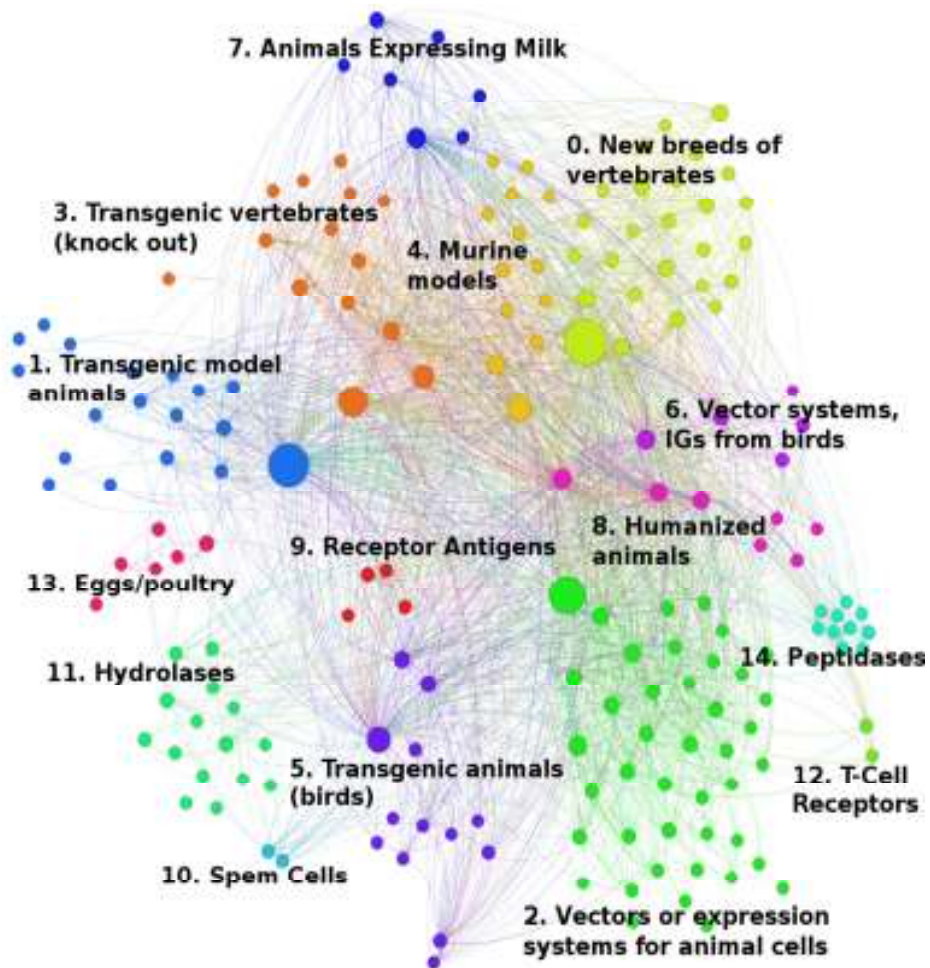 7. Animals Expressing Milk
0. New breeds of
vertebrates
3. Transgenic vertebrates
(knock out)
4. Murine
models
1. Transgenic model
animals
6. Vector systems,
IGs from birds
8. Humanized
animals
9. Receptor Antigens
13. Eggs/poultry
11. Hydrolases
14. Peptidases
5. Transgenic animals
(birds)
12. T-Cell
Receptors
10. Spem Cells
2. Vectors or expression
systems for animal cells